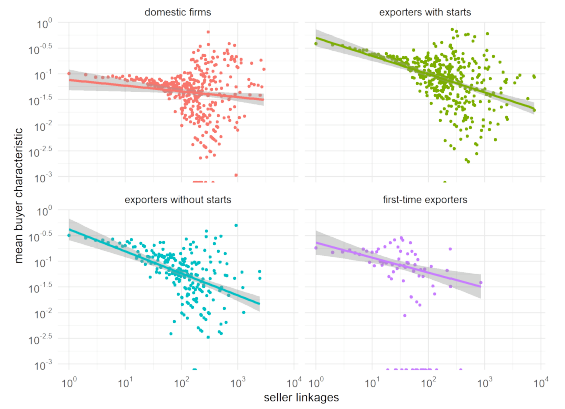 domestic firms
exporters with starts
10^0
10^-0.5
10^-1
10^-1.5
10^-2
10^-2.5
10^-3
exporters without starts
first-time exporters
10^0
10^-0.5
10^-1
10^-1.5
10^-2
10^-2.5
10^-3
10^0 10^1 10^2 10^3 10^4 10^0 10^1 10^2 10^3 10^4
mean buyer characteristic
seller linkages